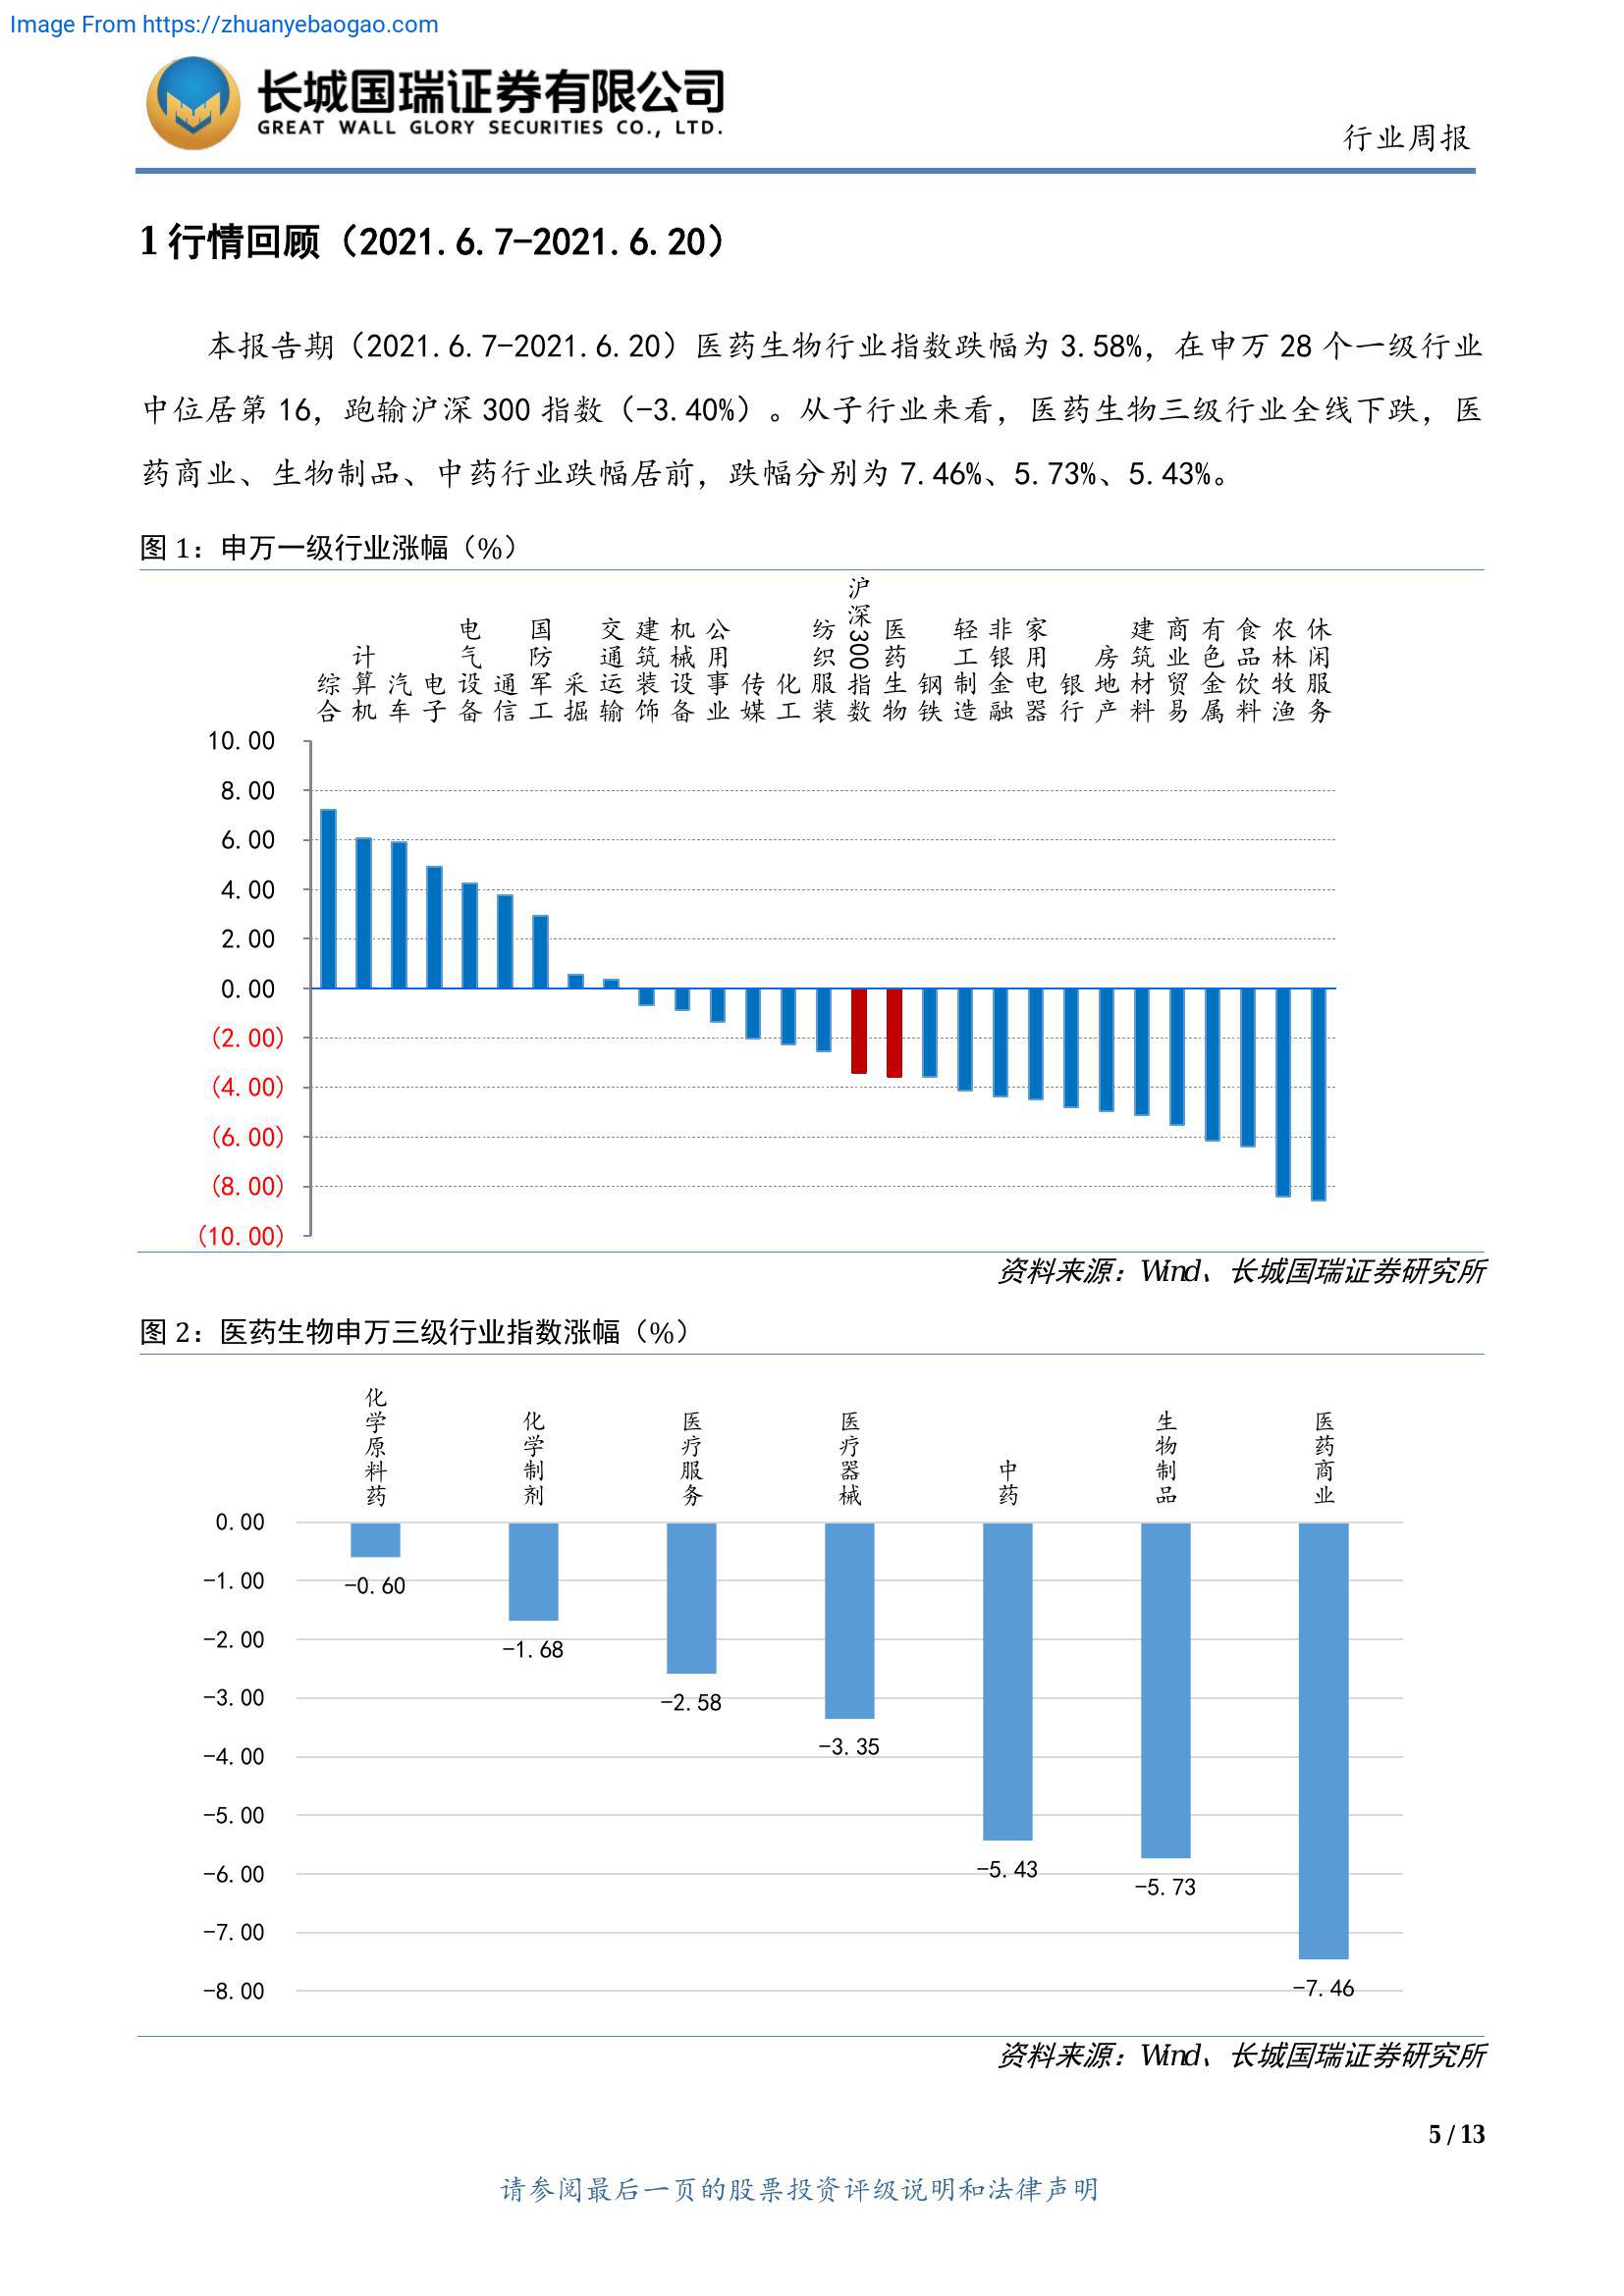 Image From https://zhuanyebaogao.com
长城国瑞证券有限公司
GREAT WALL GLORY SECURITIES CO., LTD.
行业周报
1 行情回顾（2021.6.7-2021.6.20）
本报告期（2021.6.7-2021.6.20）医药生物行业指数跌幅为 3.58%，在申万 28 个一级行业
中位居第 16，跑输沪深 300 指数（-3.40%）。从子行业来看，医药生物三级行业全线下跌，医
药商业、生物制品、中药行业跌幅居前，跌幅分别为 7.46%、5.73%、5.43%。
图 1：申万一级行业涨幅（%）
综合
计算机
汽车
电子
电气设备
通信
国防军工
采掘
交通运输
建筑装饰
机械设备
公用事业
传媒
化工
纺织服装
沪深300指数
医药生物
钢铁
轻工制造
非银金融
家用电器
银行
房地产
建筑材料
商业贸易
有色金属
食品饮料
农林牧渔
休闲服务
10.00
8.00
6.00
4.00
2.00
0.00
(2.00)
(4.00)
(6.00)
(8.00)
(10.00)
资料来源：Wind、长城国瑞证券研究所
图 2：医药生物申万三级行业指数涨幅（%）
化学原料药
化学制剂
医疗服务
医疗器械
中药
生物制品
医药商业
0.00
-1.00
-2.00
-3.00
-4.00
-5.00
-6.00
-7.00
-8.00
-0.60
-1.68
-2.58
-3.35
-5.43
-5.73
-7.46
资料来源：Wind、长城国瑞证券研究所
5 / 13
请参阅最后一页的股票投资评级说明和法律声明